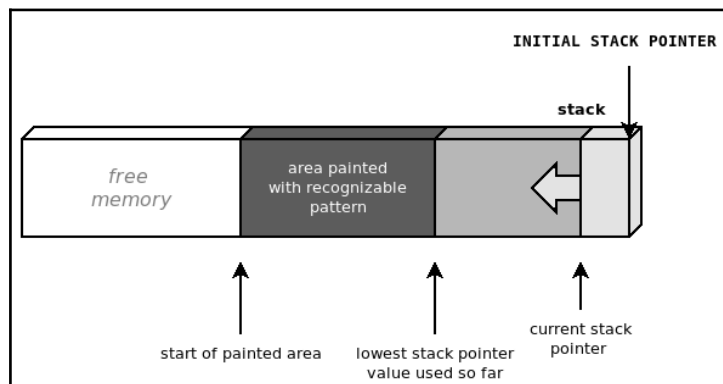 INITIAL STACK POINTER
stack
free
memory
area painted
with recognizable
pattern
start of painted area
lowest stack pointer
value used so far
current stack
pointer